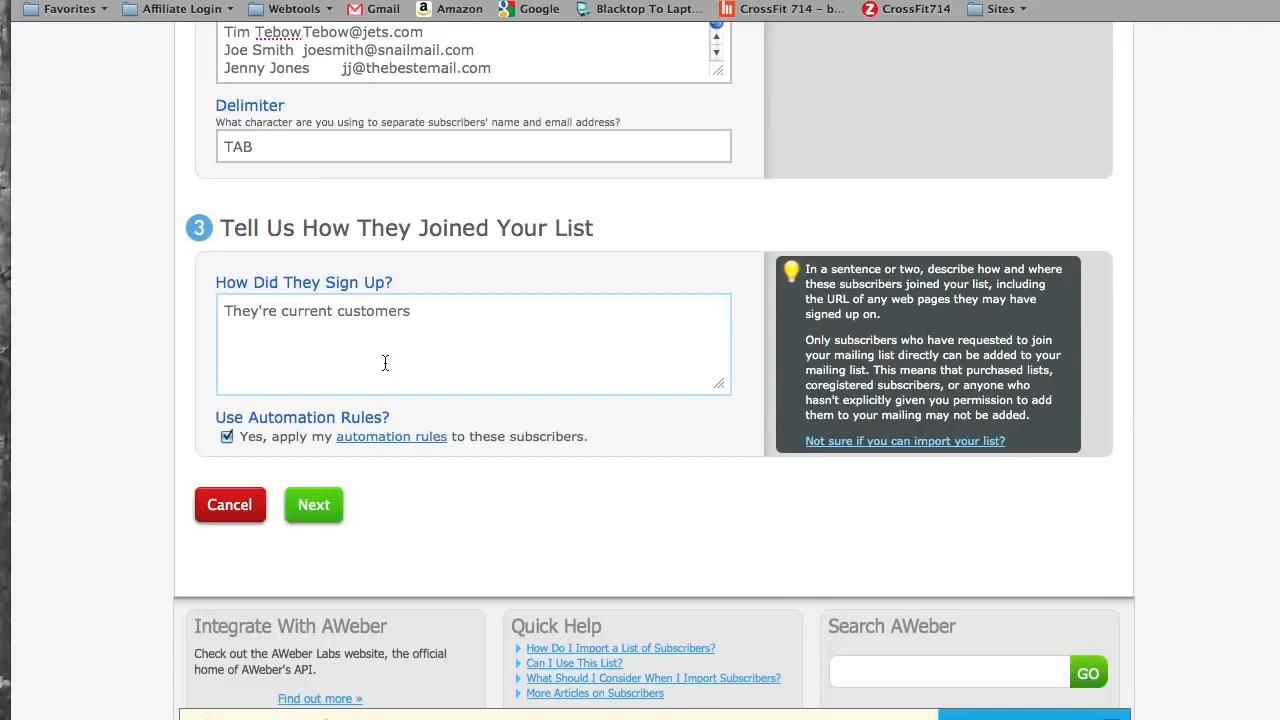 Favorites Affiliate Login Webtools Gmail Amazon Google Blacktop To Lapt... CrossFit 714 – b... CrossFit714 Sites
Tim Tebow Tebow@jets.com
Joe Smith joesmith@snailmail.com
Jenny Jones jj@thebestemail.com
Delimiter
What character are you using to separate subscribers' name and email address?
TAB
3 Tell Us How They Joined Your List
How Did They Sign Up?
They're current customers
Use Automation Rules?
Yes, apply my automation rules to these subscribers.
In a sentence or two, describe how and where
these subscribers joined your list, including
the URL of any web pages they may have
signed up on.
Only subscribers who have requested to join
your mailing list directly can be added to your
mailing list. This means that purchased lists,
coregistered subscribers, or anyone who
hasn't explicitly given you permission to add
them to your mailing may not be added.
Not sure if you can import your list?
Cancel Next
Integrate With AWeber
Check out the AWeber Labs website, the official
home of AWeber's API.
Find out more »
Quick Help
How Do I Import a List of Subscribers?
Can I Use This List?
What Should I Consider When I Import Subscribers?
More Articles on Subscribers
Search AWeber
GO